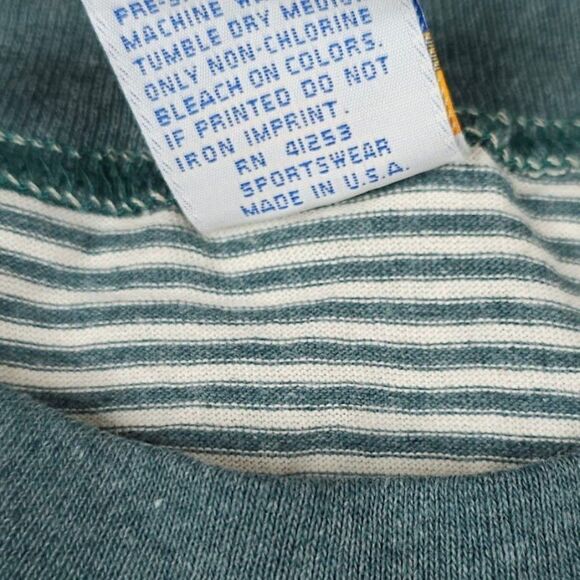 MACHINE
TUMBLE DRY
ONLY NON-CHLORINE
BLEACH ON COLORS.
IF PRINTED DO NOT
IRON IMPRINT.
RN 41253
SPORTSWEAR
MADE IN U.S.A.